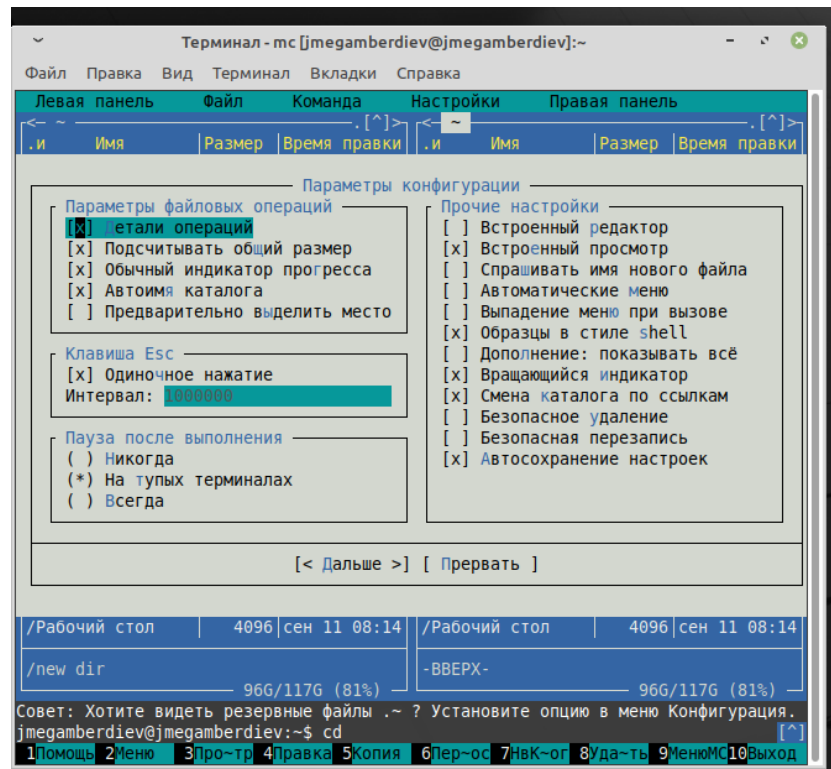 Терминал - mc [jmegamberdiev@jmegamberdiev]:~
Файл Правка Вид Терминал Вкладки Справка
Левая панель Файл Команда Настройки Правая панель
<— ~ .[^]> <— ~ .[^]>
.и Имя Размер Время правки .и Имя Размер Время правки
Параметры конфигурации
Параметры файловых операций
[x] Детали операций
[x] Подсчитывать общий размер
[x] Обычный индикатор прогресса
[x] Автоимя каталога
[ ] Предварительно выделить место
Клавиша Esc
[x] Одиночное нажатие
Интервал: 1000000
Пауза после выполнения
( ) Никогда
(*) На тупых терминалах
( ) Всегда
Прочие настройки
[ ] Встроенный редактор
[x] Встроенный просмотр
[ ] Спрашивать имя нового файла
[ ] Автоматические меню
[ ] Выпадение меню при вызове
[x] Образцы в стиле shell
[ ] Дополнение: показывать всё
[x] Вращающийся индикатор
[x] Смена каталога по ссылкам
[ ] Безопасное удаление
[ ] Безопасная перезапись
[x] Автосохранение настроек
[< Дальше >] [ Прервать ]
/Рабочий стол 4096 сен 11 08:14 /Рабочий стол 4096 сен 11 08:14
/new dir -ВВЕРХ-
96G/117G (81%) 96G/117G (81%)
Совет: Хотите видеть резервные файлы .~ ? Установите опцию в меню Конфигурация.
jmegamberdiev@jmegamberdiev:~$ cd [^]
1Помощь 2Меню 3Про~тр 4Правка 5Копия 6Пер~ос 7НвК~ог 8Уда~ть 9МенюMC 10Выход